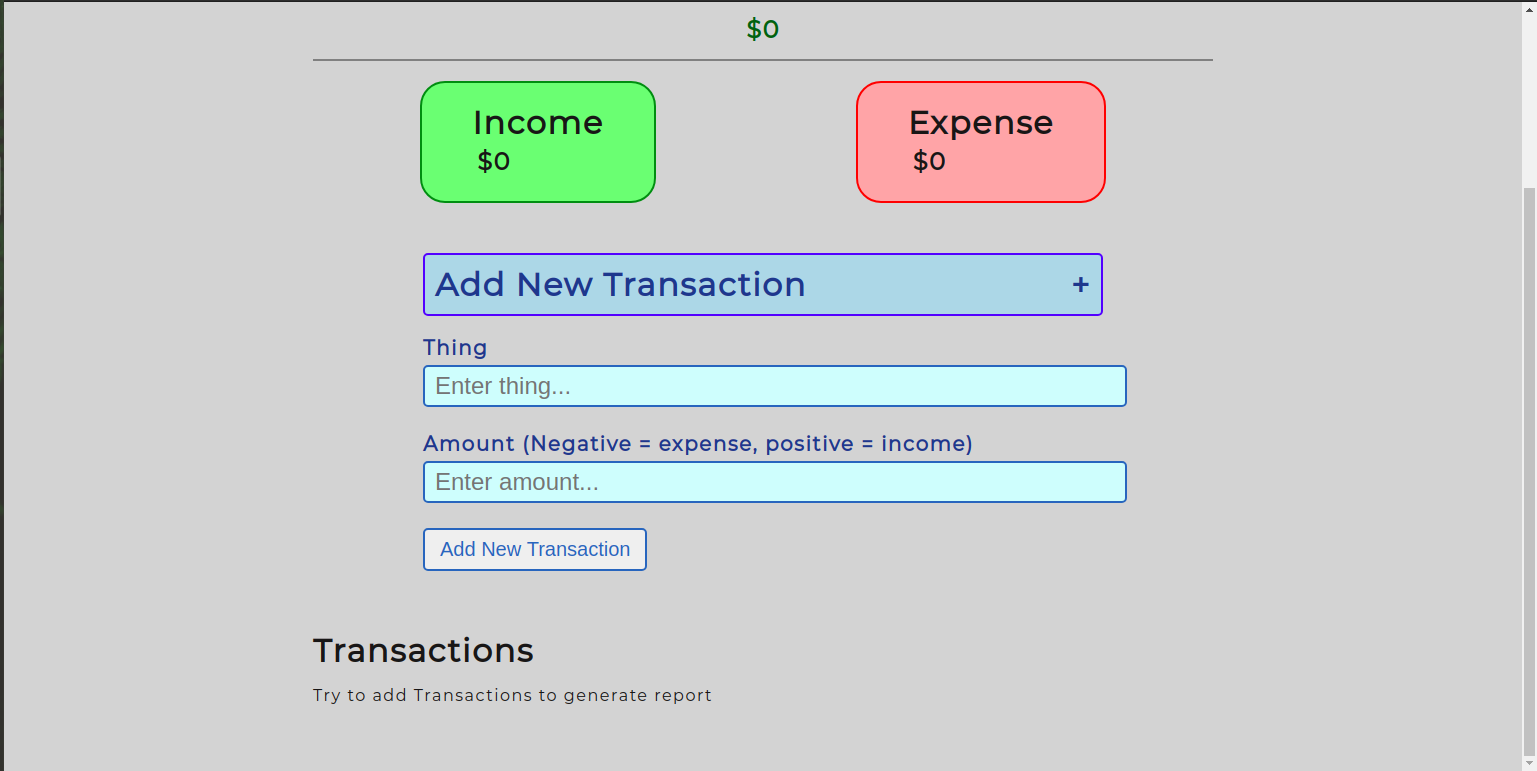 $0
Income
$0
Expense
$0
Add New Transaction +
Thing
Enter thing...
Amount (Negative = expense, positive = income)
Enter amount...
Add New Transaction
Transactions
Try to add Transactions to generate report